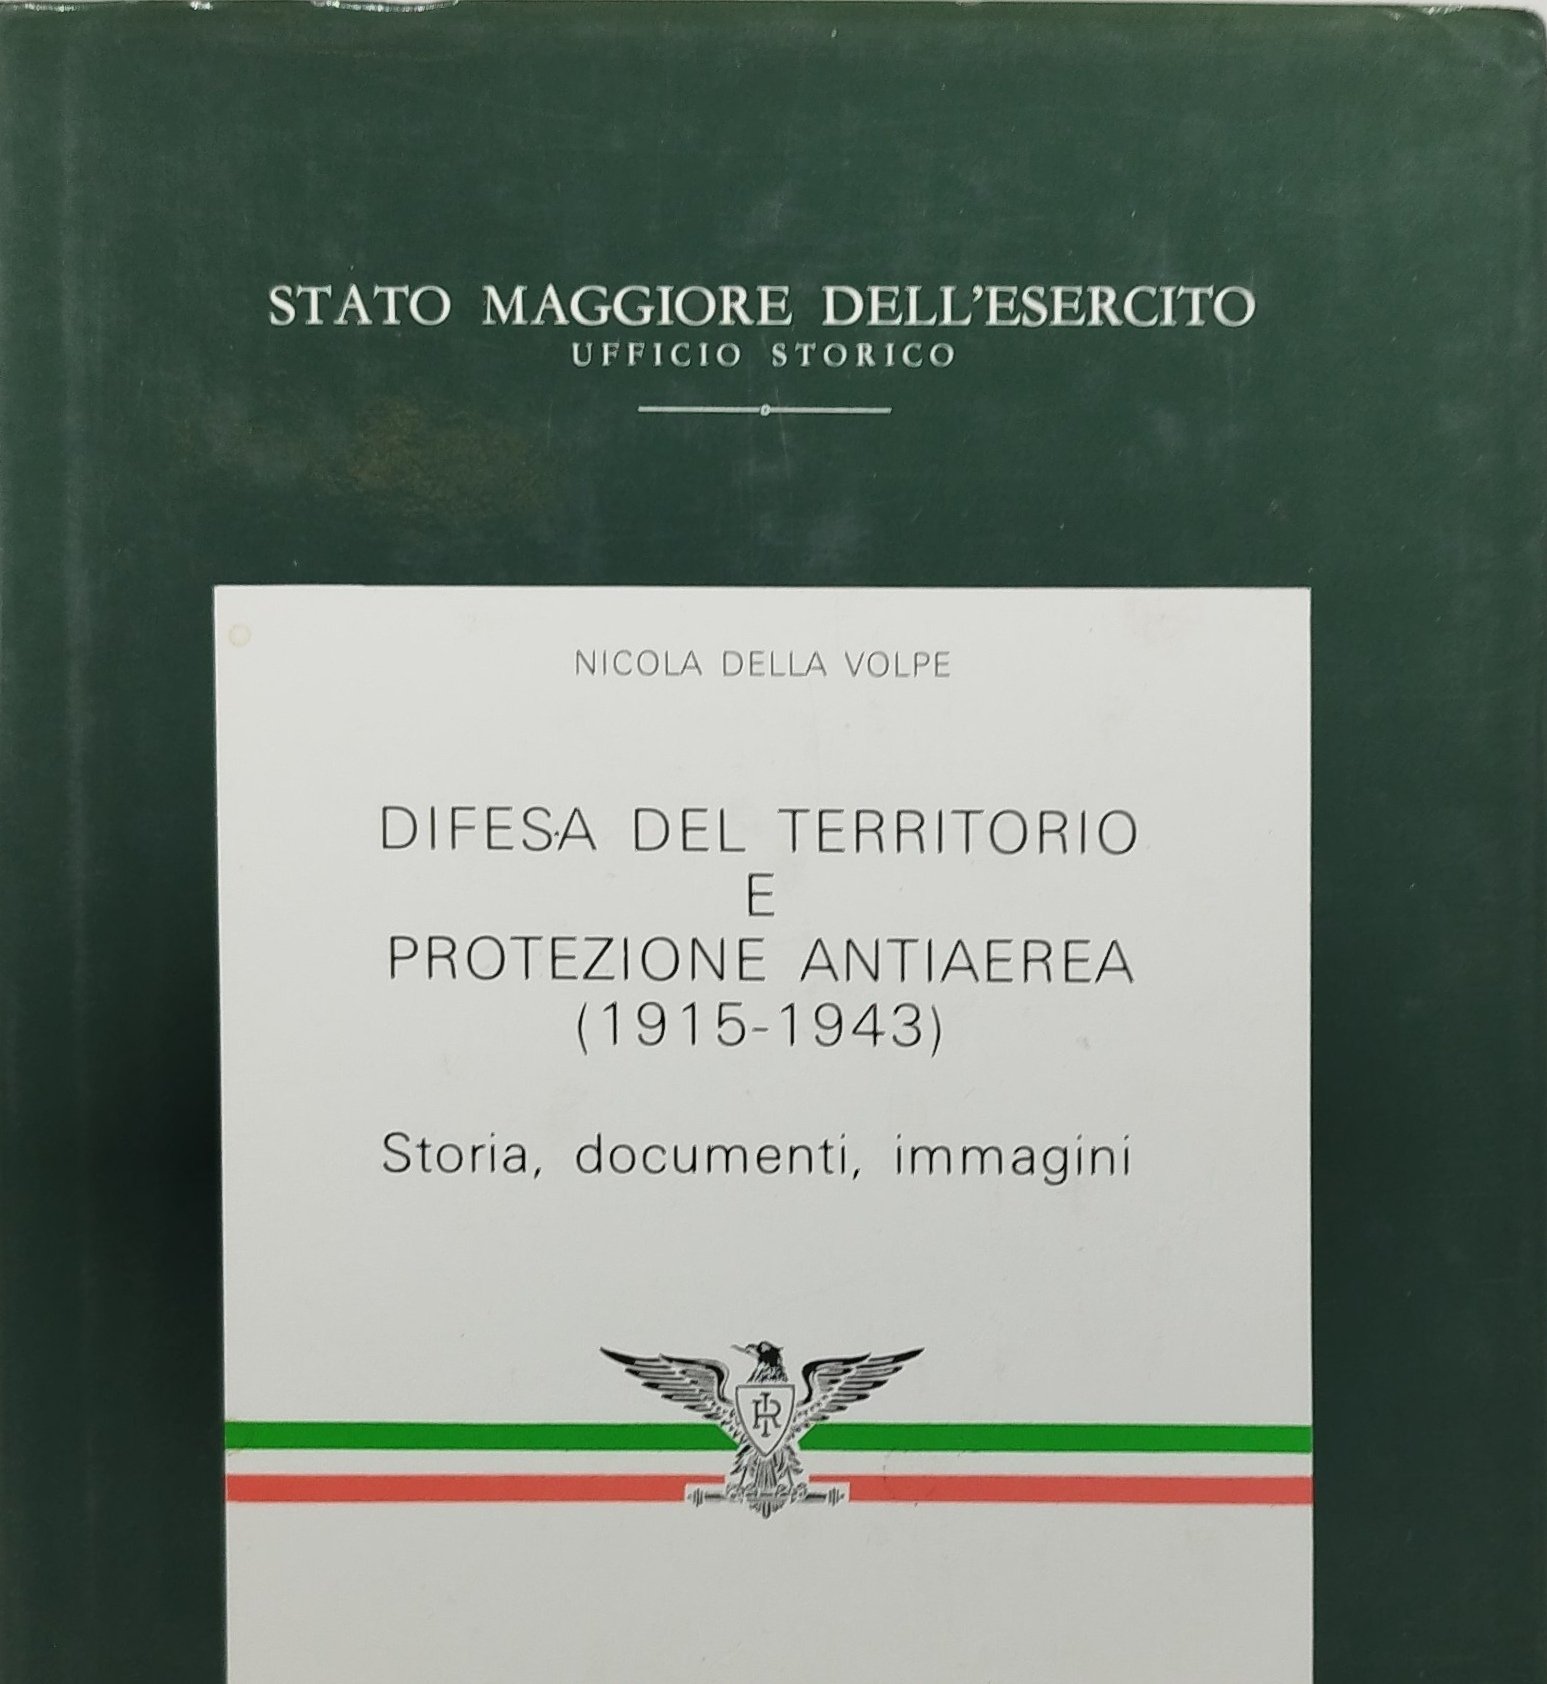 STATO MAGGIORE DELL'ESERCITO
UFFICIO STORICO
NICOLA DELLA VOLPE
DIFESA DEL TERRITORIO
E
PROTEZIONE ANTIAEREA
(1915-1943)
Storia, documenti, immagini
RI